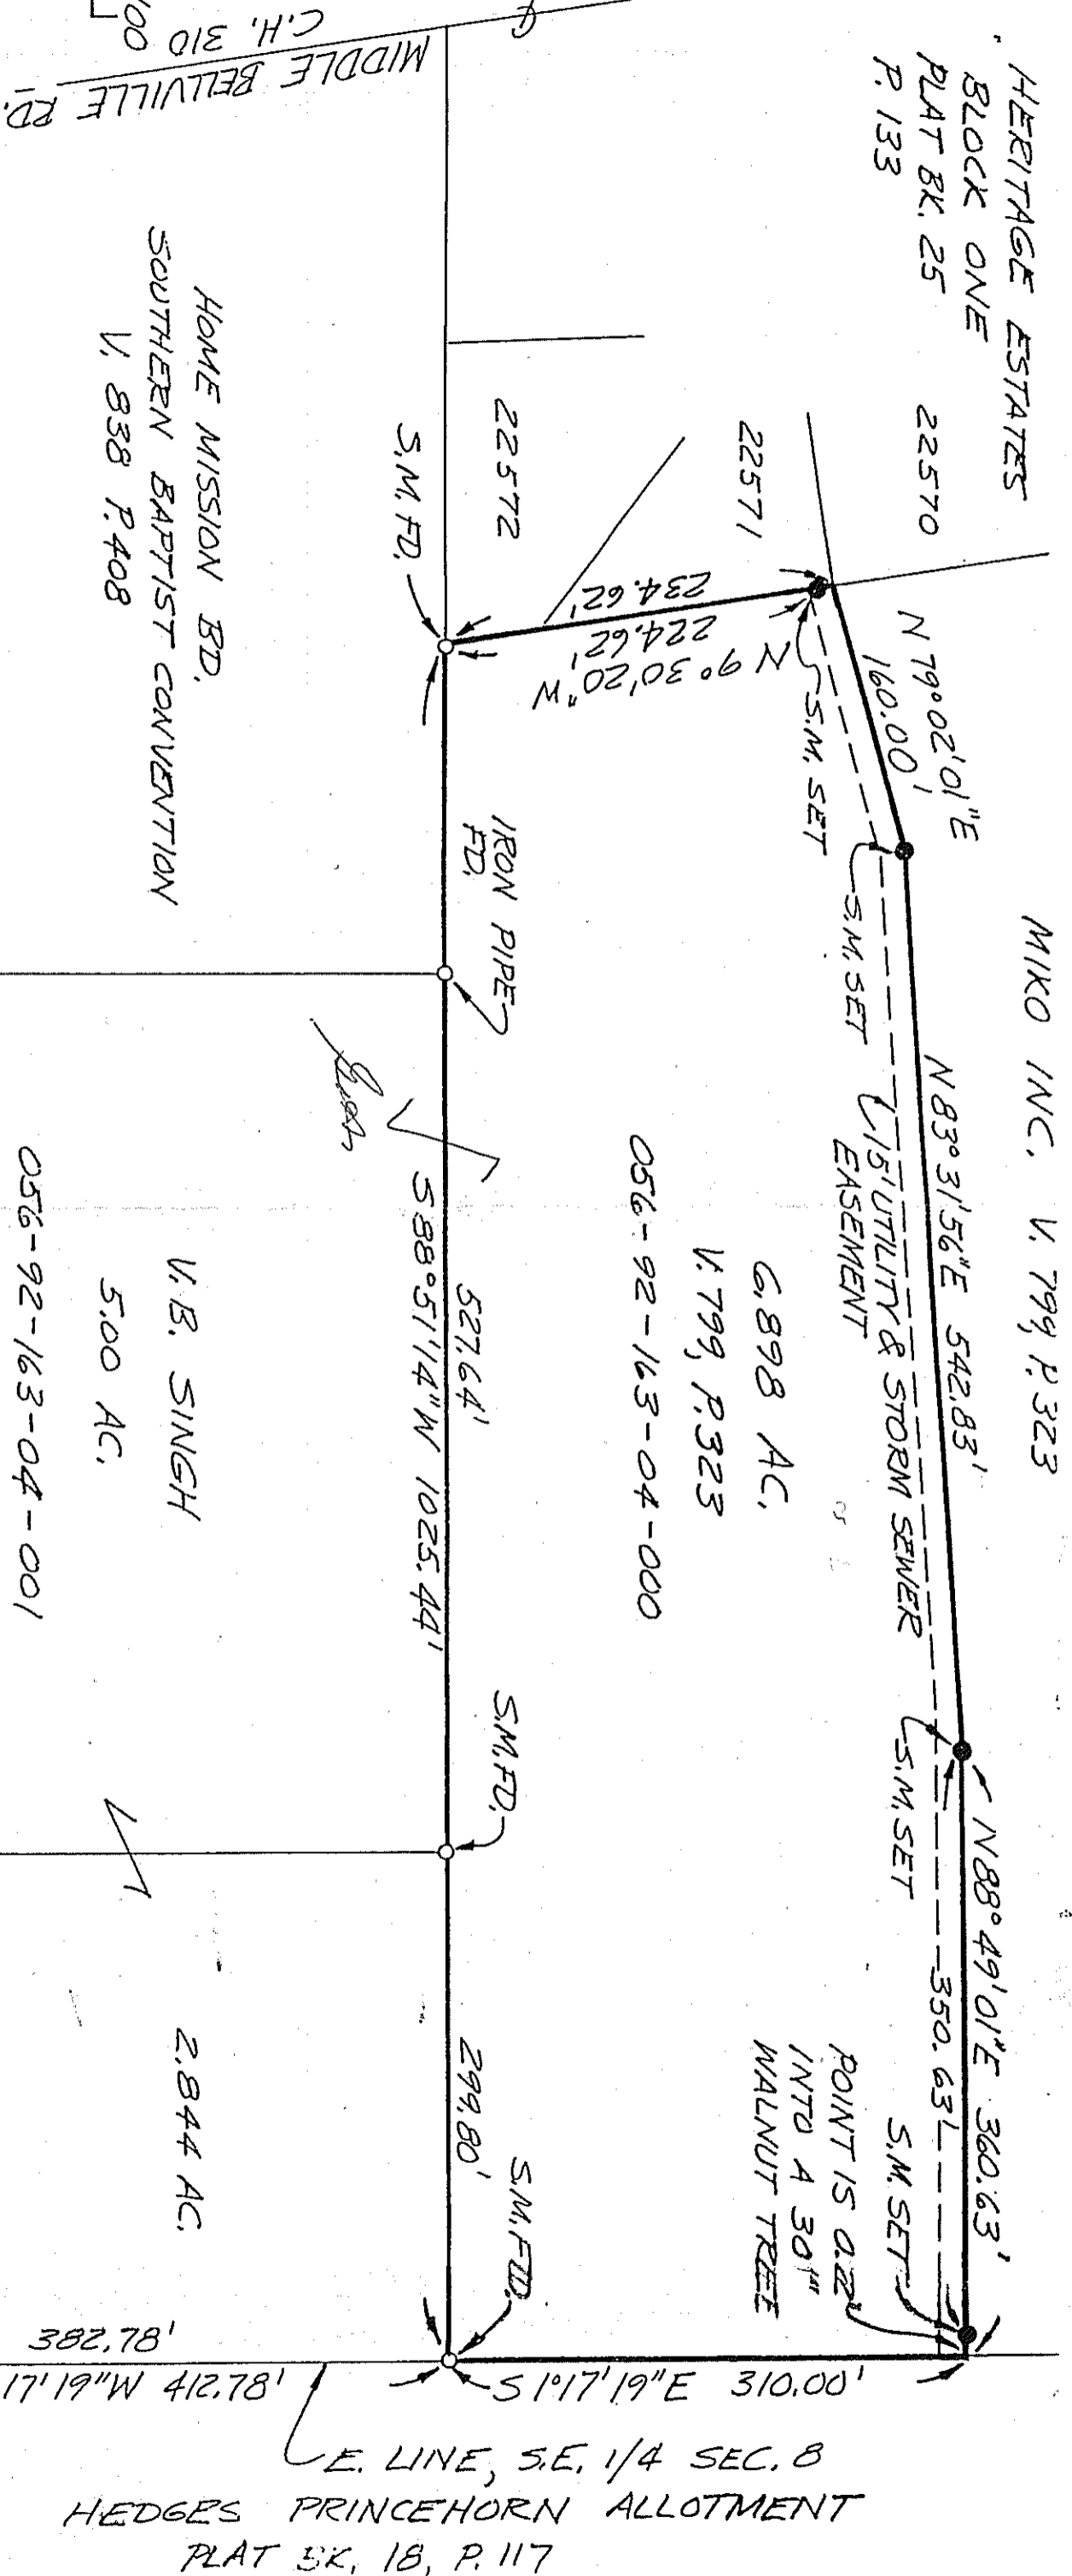 HERITAGE ESTATES
BLOCK ONE
PLAT BK. 25
P. 133
MIKO INC. V. 799, P. 323
22570
22571
22572
N 79°02'01"E
160.00'
N 83°31'56"E 542.83'
N 88°49'01"E 360.63'
350.63'
S.M. SET
S.M. SET
S.M. SET
S.M. SET
15' UTILITY & STORM SEWER
EASEMENT
234.62'
224.62'
N 9°30'20"W
POINT IS 0.2'
INTO A 30"
WALNUT TREE
6.898 AC.
V. 799, P. 323
056-92-163-04-000
S.M. FD.
IRON PIPE
FD.
S.M. FD.
S.M. FD.
527.64'
299.80'
S 88°51'14"W 1025.44'
MIDDLE BELLVILLE RD.
C.H. 310
HOME MISSION BD.
SOUTHERN BAPTIST CONVENTION
V. 838 P. 408
V. B. SINGH
5.00 AC.
056-92-163-04-001
2.844 AC.
382.78'
17'19"W 412.78'
S 1°17'19"E 310.00'
E. LINE, S.E. 1/4 SEC. 8
HEDGES PRINCEHORN ALLOTMENT
PLAT BK. 18, P. 117